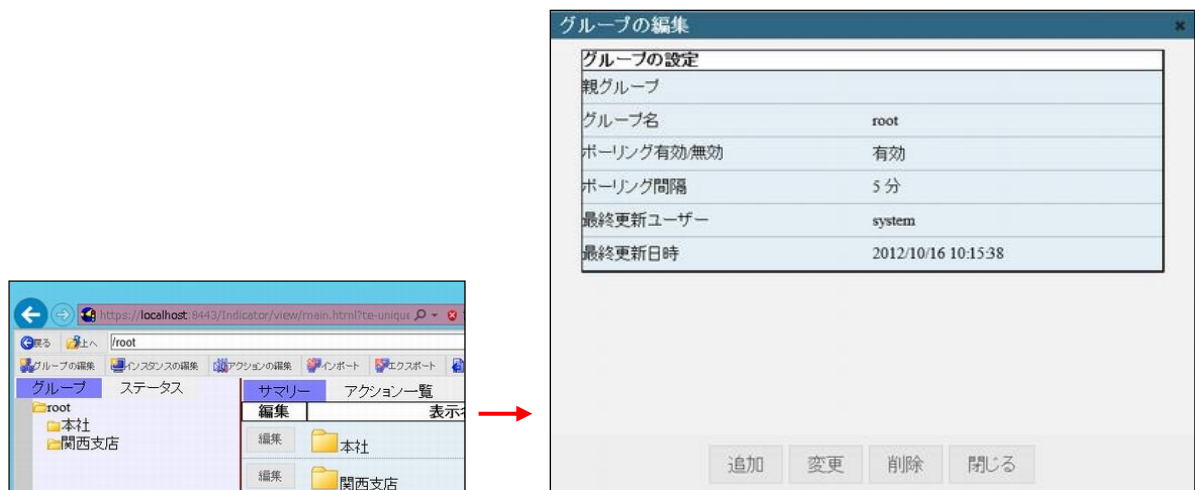 グループの編集
グループの設定
親グループ
グループ名 root
ポーリング有効/無効 有効
ポーリング間隔 5 分
最終更新ユーザー system
最終更新日時 2012/10/16 10:15:38
追加 変更 削除 閉じる
https://localhost:8443/Indicator/view/main.html?te-uniqu
戻る 上へ /root
グループの編集 インスタンスの編集 アクションの編集 インポート エクスポート
グループ ステータス サマリー アクション一覧
root 編集 表示
本社
関西支店
編集 本社
編集 関西支店